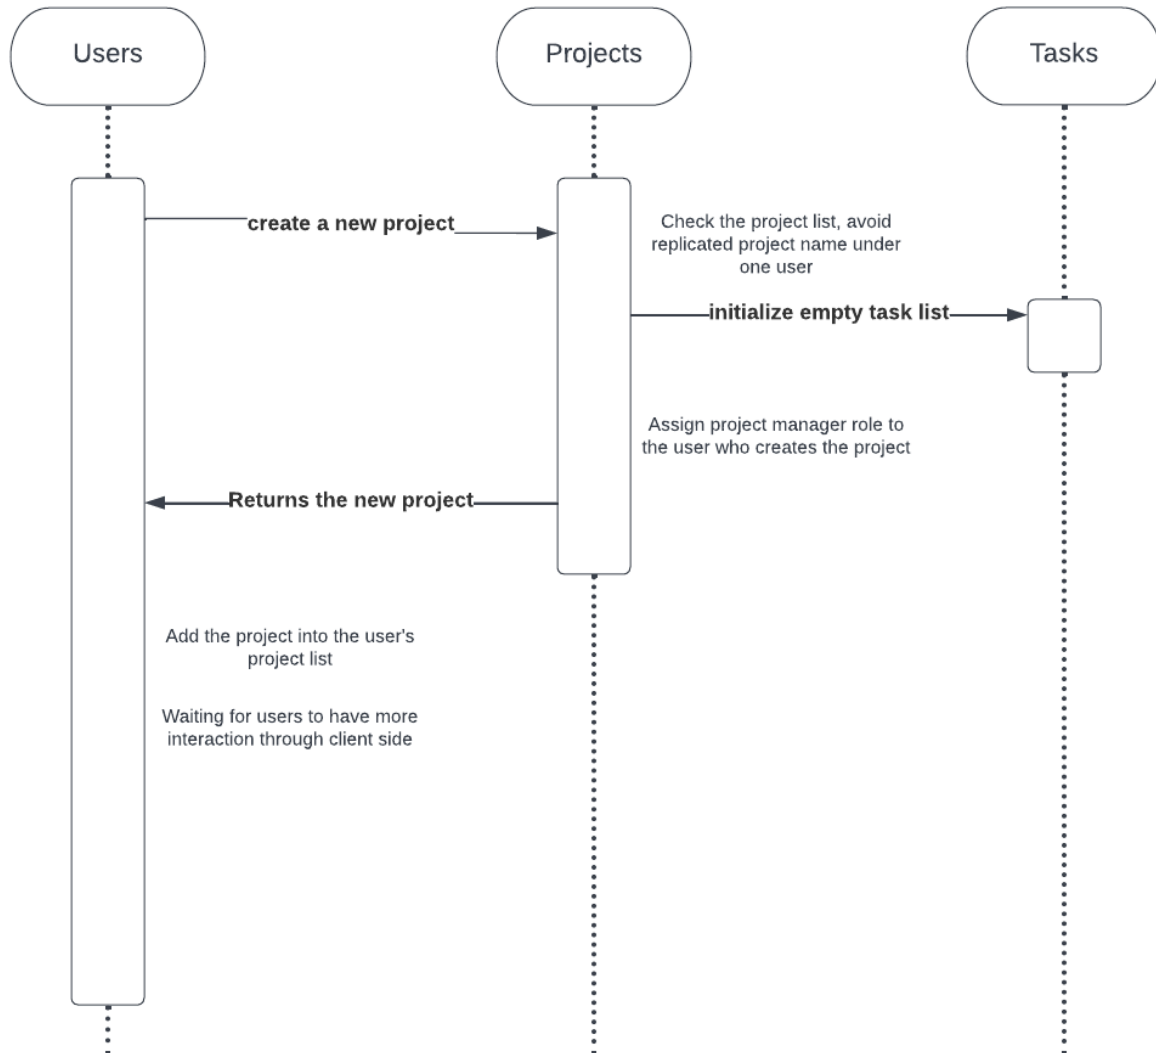 Users
Projects
Tasks
create a new project
Check the project list, avoid
replicated project name under
one user
initialize empty task list
Assign project manager role to
the user who creates the project
Returns the new project
Add the project into the user's
project list
Waiting for users to have more
interaction through client side